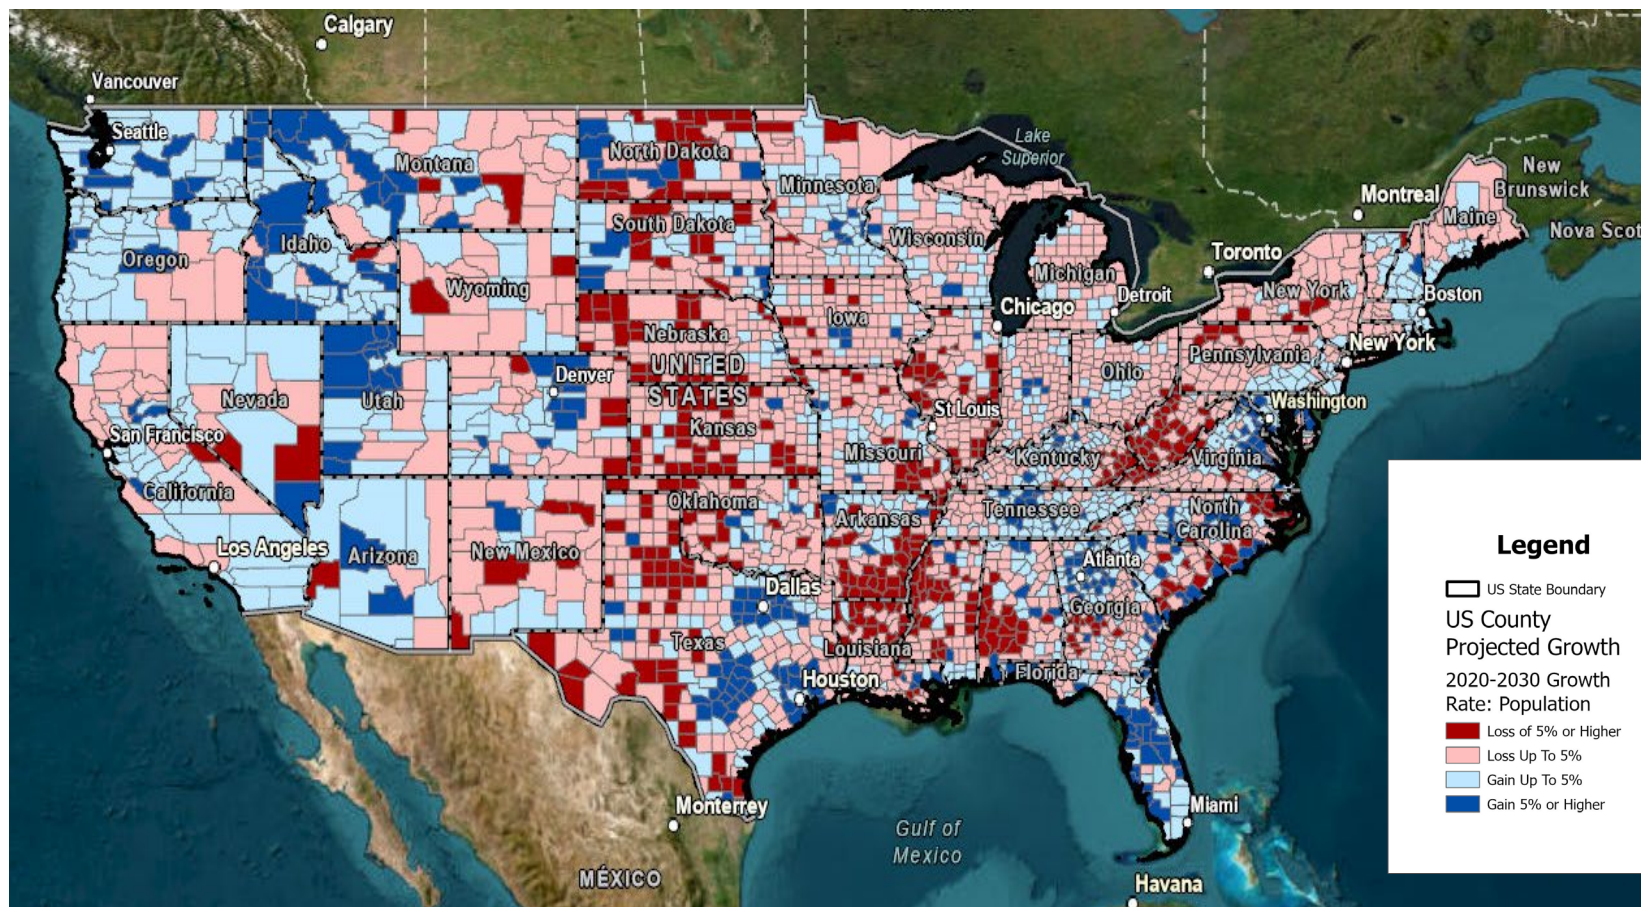 Calgary
Vancouver
Seattle
Lake
Superior
New
Brunswick
Montreal
Montana
North Dakota
Minnesota
Maine
Nova Scot
South Dakota
Wisconsin
Toronto
Oregon
Idaho
Michigan
Wyoming
Detroit
New York
Boston
Chicago
Iowa
Nebraska
New York
UNITED
Pennsylvania
Denver
Ohio
Nevada
Utah
STATES
St Louis
Washington
San Francisco
Kansas
Missouri
Kentucky
Virginia
California
Oklahoma
Arkansas
Tennessee
North
Carolina
Los Angeles
Arizona
New Mexico
Atlanta
Dallas
Georgia
Texas
Louisiana
Houston
Florida
Monterrey
Miami
Gulf of
Mexico
MÉXICO
Havana
Legend
US State Boundary
US County
Projected Growth
2020-2030 Growth
Rate: Population
Loss of 5% or Higher
Loss Up To 5%
Gain Up To 5%
Gain 5% or Higher